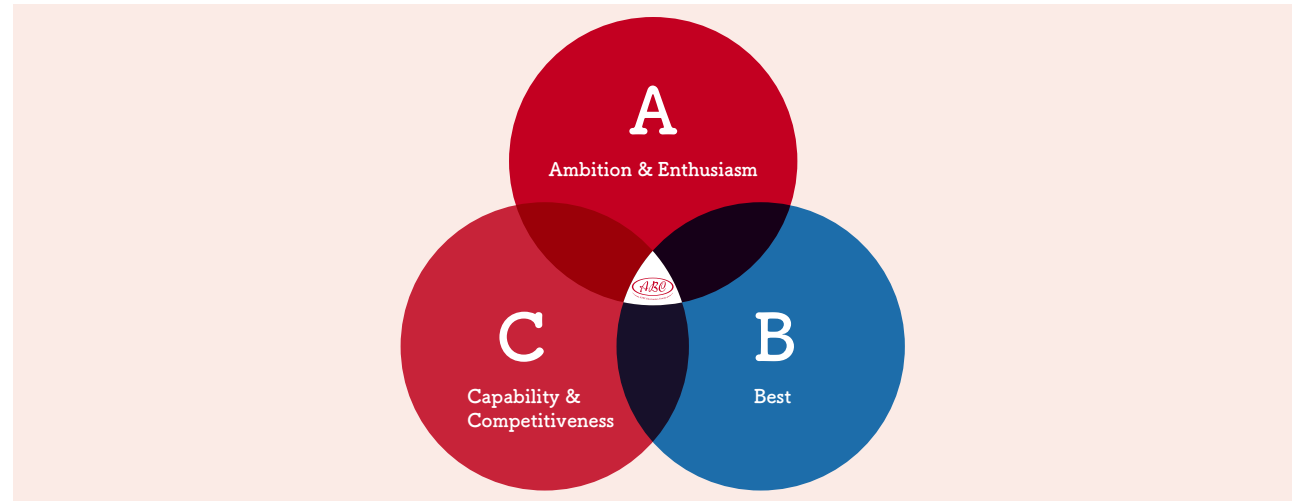 A
Ambition & Enthusiasm
ABC
C
Capability &
Competitiveness
B
Best